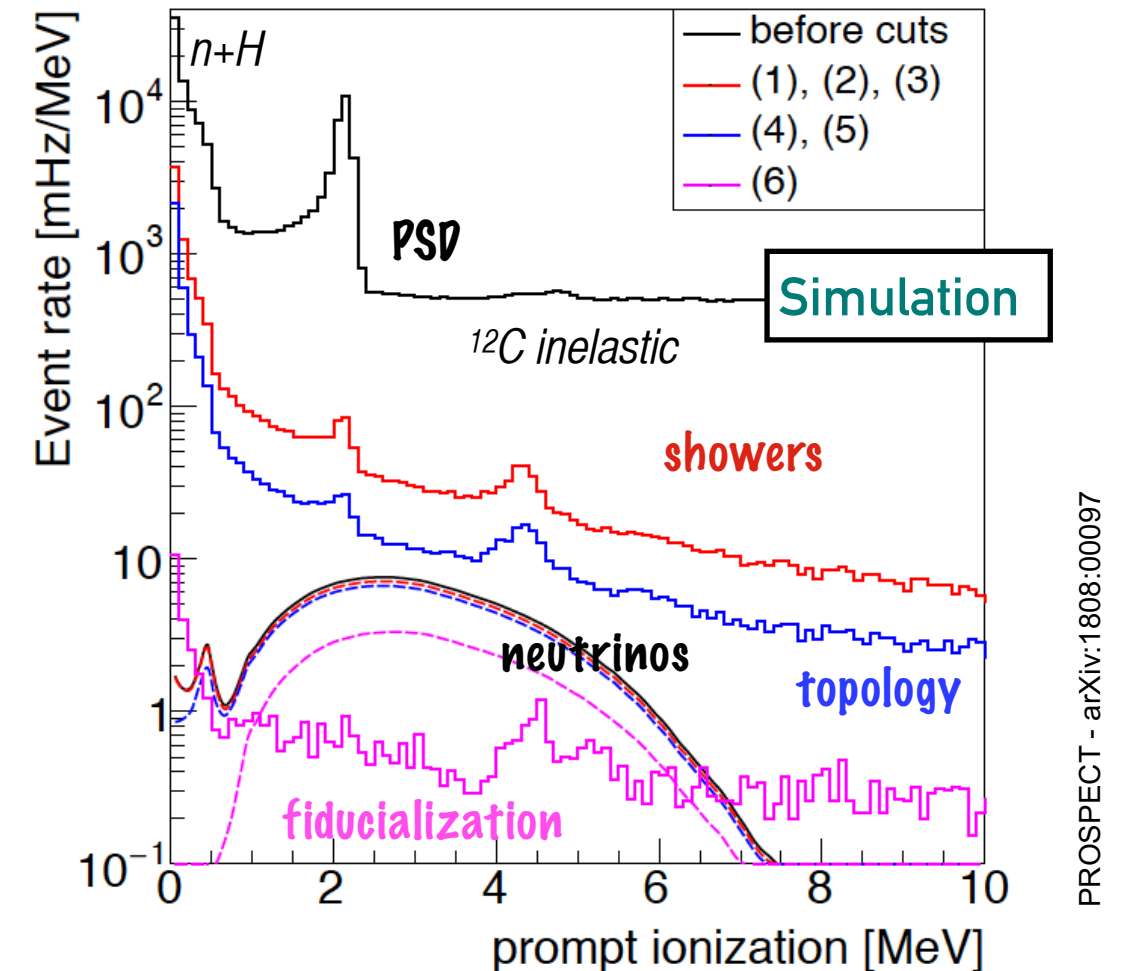 n+H
before cuts
(1), (2), (3)
(4), (5)
(6)
PSD
Simulation
¹²C inelastic
showers
neutrinos
topology
fiducialization
Event rate [mHz/MeV]
10⁴
10³
10²
10
1
10⁻¹
0 2 4 6 8 10
prompt ionization [MeV]
PROSPECT - arXiv:1808:00097